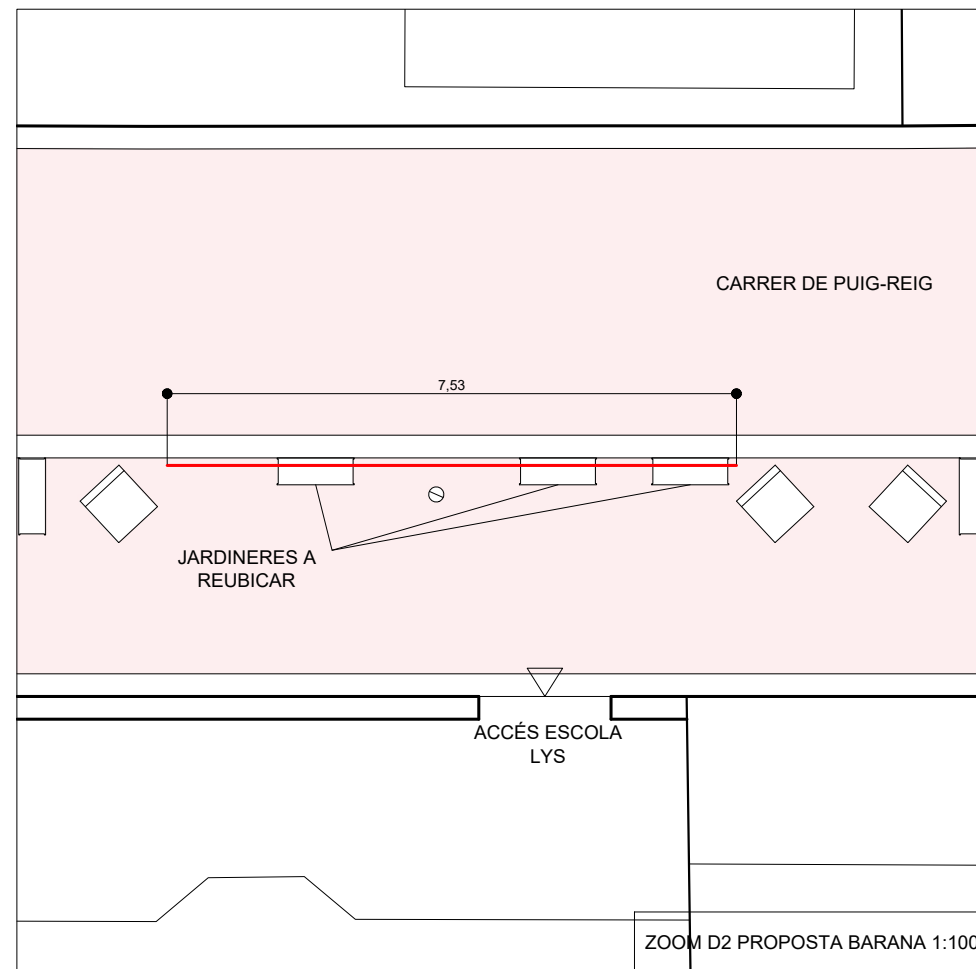 CARRER DE PUIG-REIG
7,53
JARDINERES A
REUBICAR
ACCÉS ESCOLA
LYS
ZOOM D2 PROPOSTA BARANA 1:100